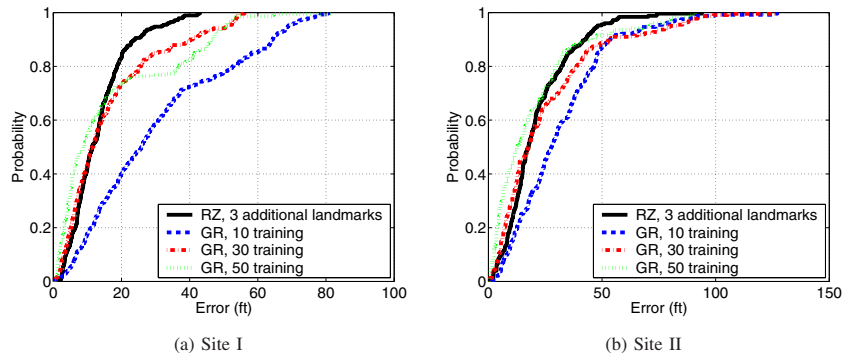 1
0.8
0.6
0.4
0.2
0
Probability
0 20 40 60 80 100
Error (ft)
RZ, 3 additional landmarks
GR, 10 training
GR, 30 training
GR, 50 training
(a) Site I
1
0.8
0.6
0.4
0.2
0
Probability
0 50 100 150
Error (ft)
RZ, 3 additional landmarks
GR, 10 training
GR, 30 training
GR, 50 training
(b) Site II